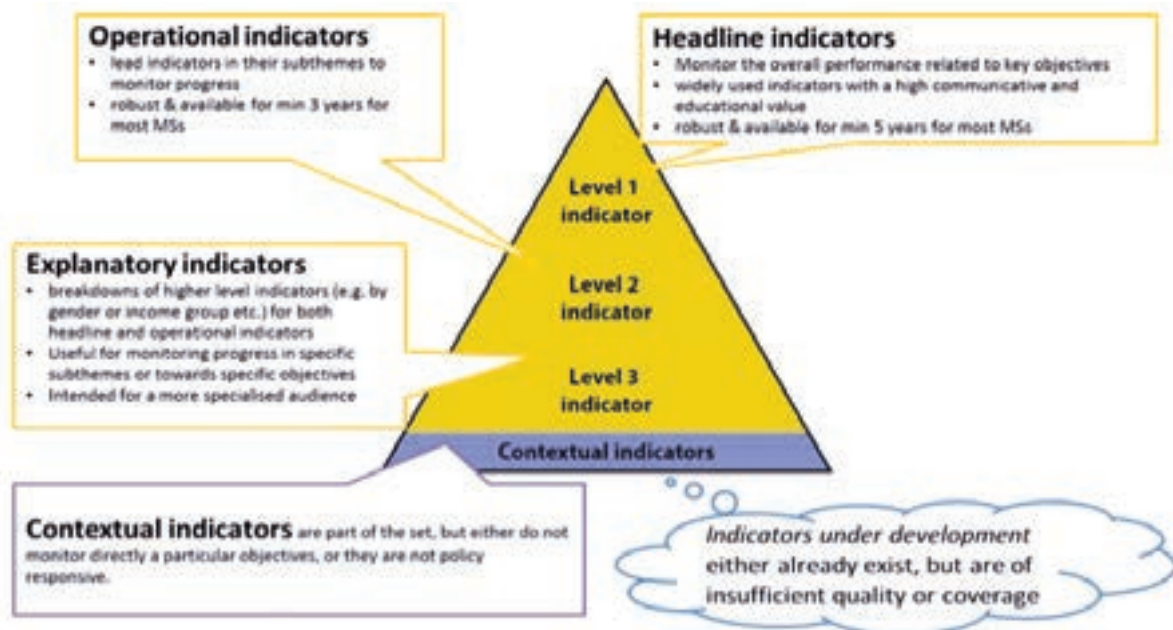 Operational indicators
• lead indicators in their subthemes to
monitor progress
• robust & available for min 3 years for
most MSs
Headline indicators
• Monitor the overall performance related to key objectives
• widely used indicators with a high communicative and
educational value
• robust & available for min 5 years for most MSs
Level 1
indicator
Explanatory indicators
• breakdowns of higher level indicators (e.g. by
gender or income group etc.) for both
headline and operational indicators
• Useful for monitoring progress in specific
subthemes or towards specific objectives
• Intended for a more specialised audience
Level 2
indicator
Level 3
indicator
Contextual indicators
Contextual indicators are part of the set, but either do not
monitor directly a particular objectives, or they are not policy
responsive.
Indicators under development
either already exist, but are of
insufficient quality or coverage